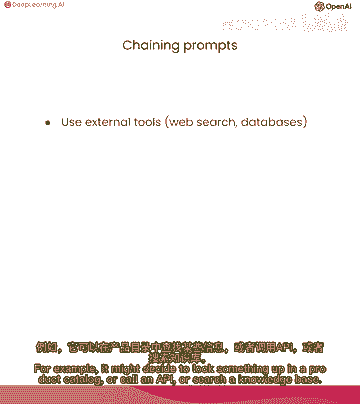 DeepLearning.AI
OpenAI
Chaining prompts
Use external tools (web search, databases)
例如，它可以在产品目录中查找某些信息，或者调用API，或者
搜索知识库。
For example, it might decide to look something up in a pro
duct catalog, or call an API, or search a knowledge base.